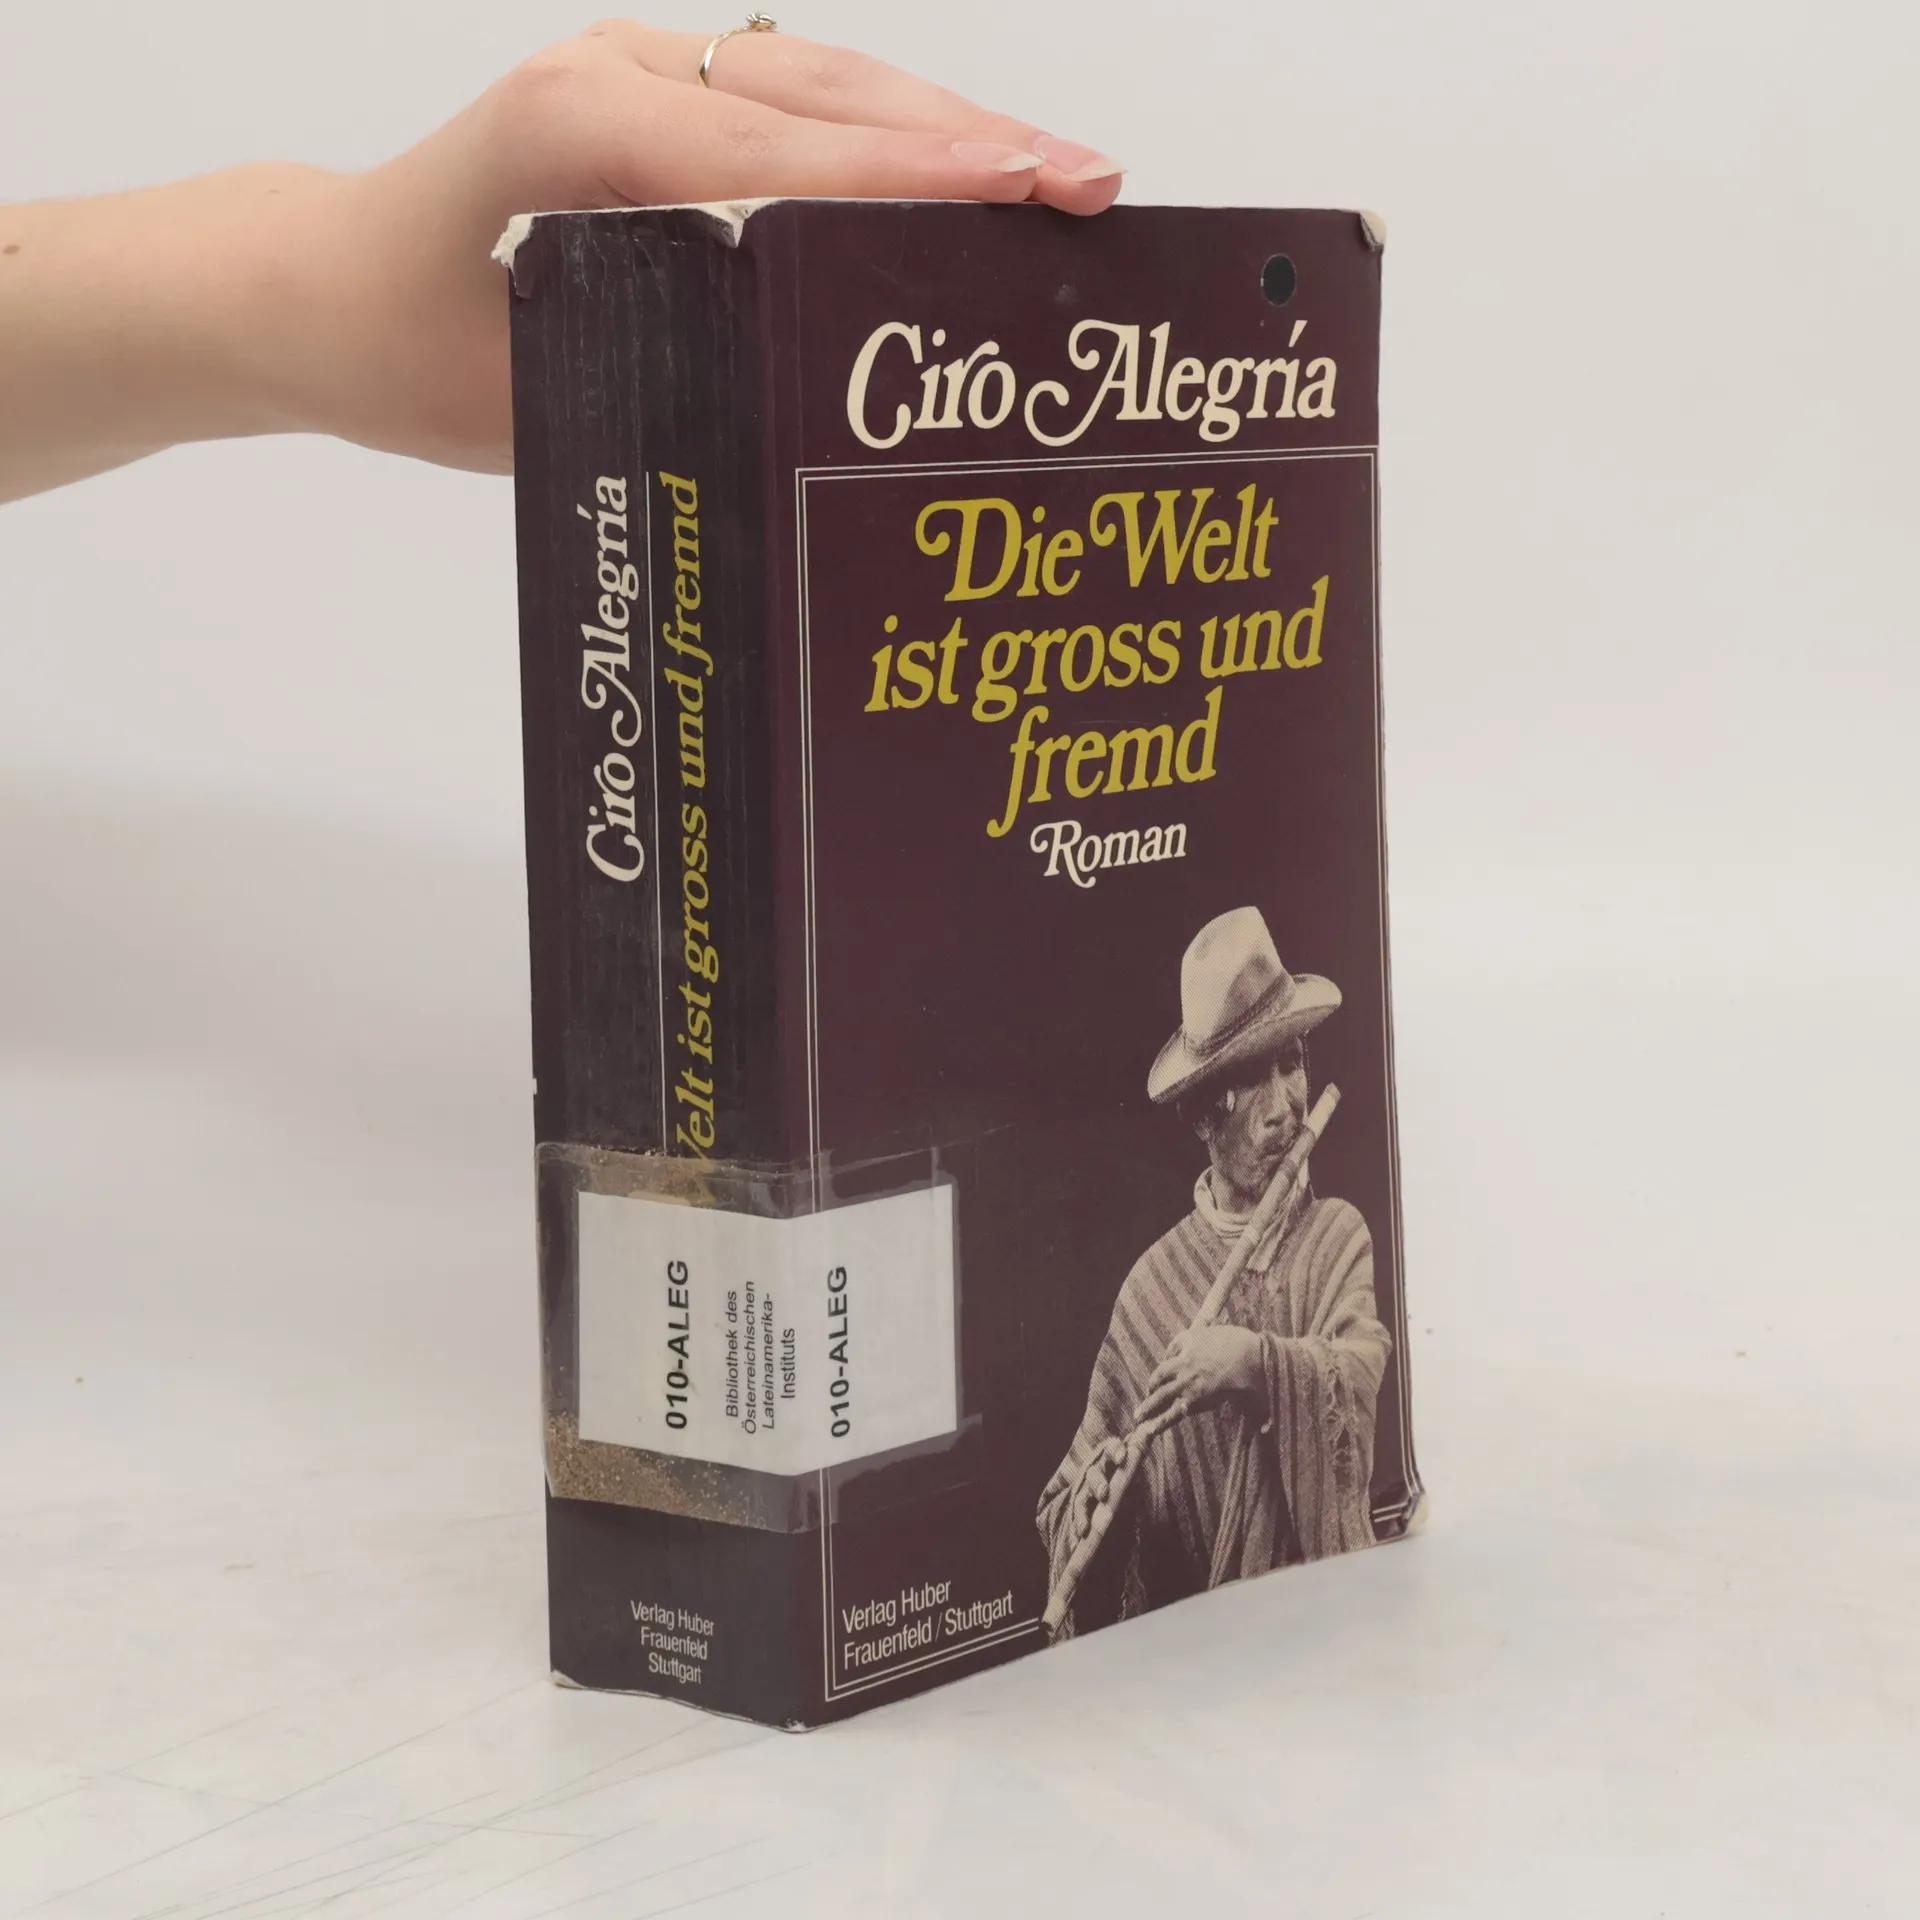 Ciro Alegría
Die Welt
ist gross und
fremd
Roman
Verlag Huber
Frauenfeld / Stuttgart
Ciro Alegría
Welt ist gross und fremd
010-ALEG
Bibliothek des
Österreichischen
Lateinamerika-
Instituts
010-ALEG
Verlag Huber
Frauenfeld
Stuttgart